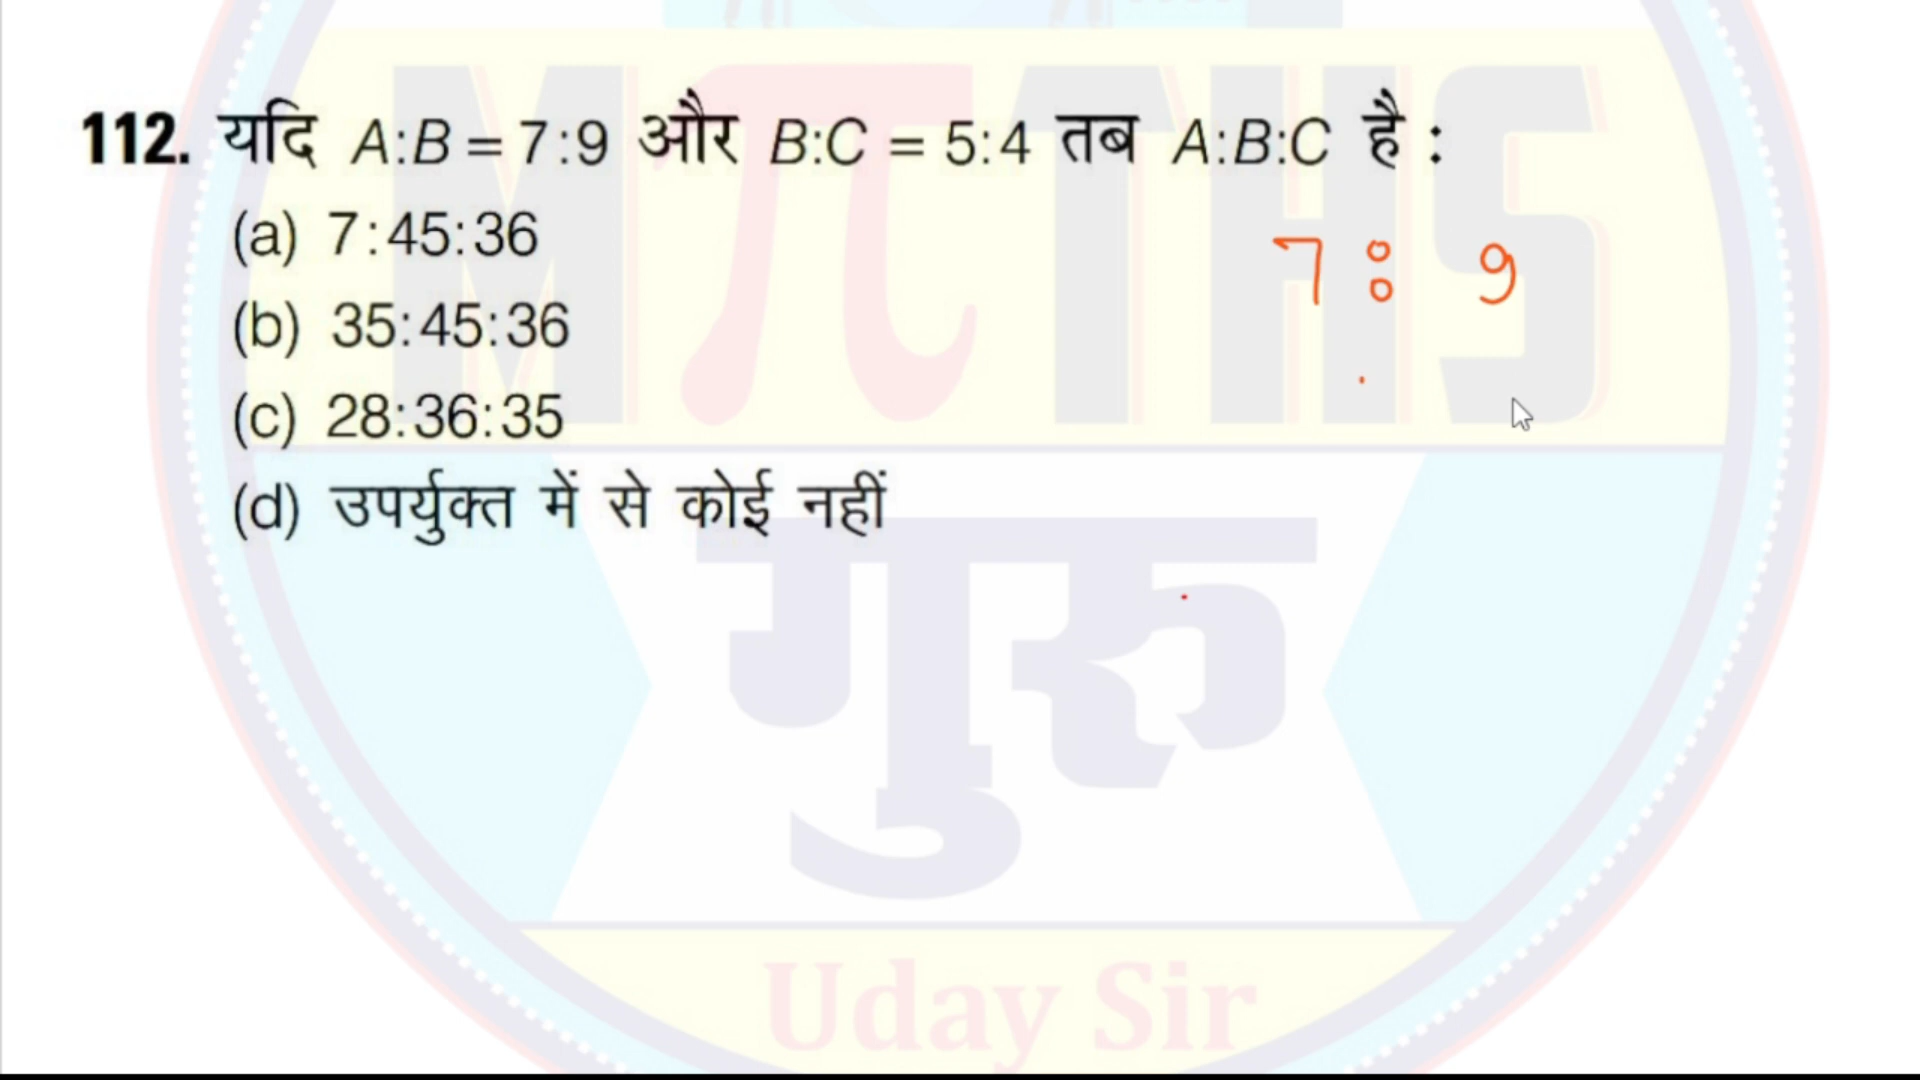 112. यदि A:B = 7:9 और B:C = 5:4 तब A:B:C है :
(a) 7:45:36
7 : 9
(b) 35:45:36
(c) 28:36:35
(d) उपर्युक्त में से कोई नहीं
MπTHS
गुरु
Uday Sir